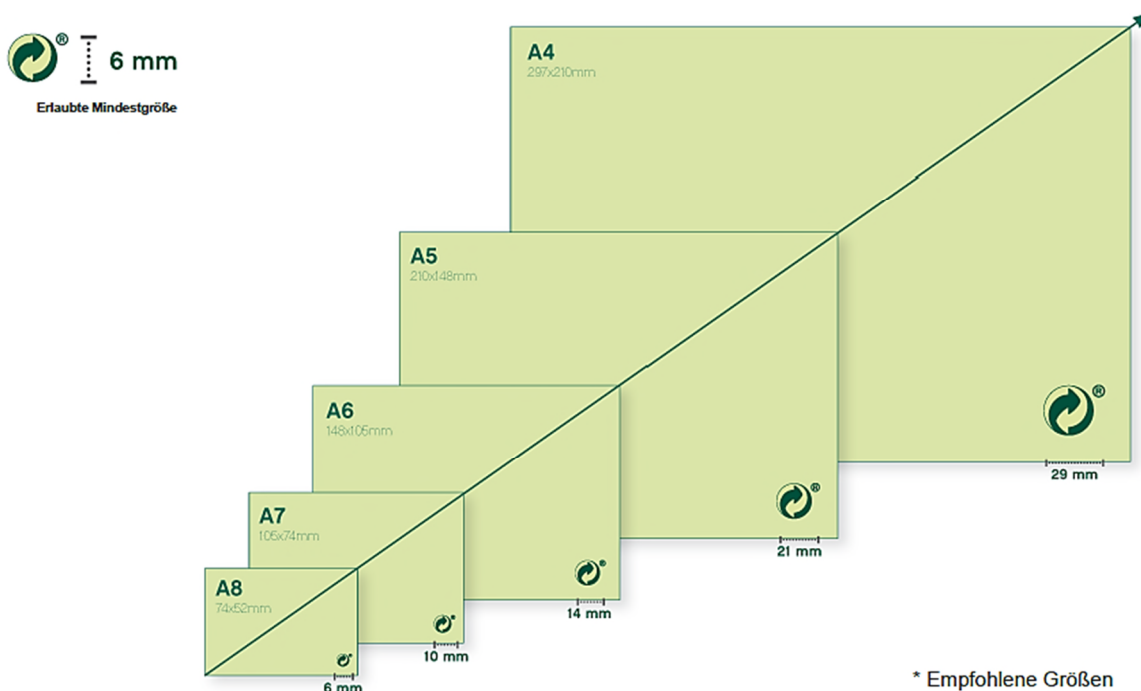 ®
6 mm
Erlaubte Mindestgröße
A4
297x210mm
®
29 mm
A5
210x148mm
®
21 mm
A6
148x105mm
®
14 mm
A7
105x74mm
10 mm
A8
74x52mm
6 mm
* Empfohlene Größen